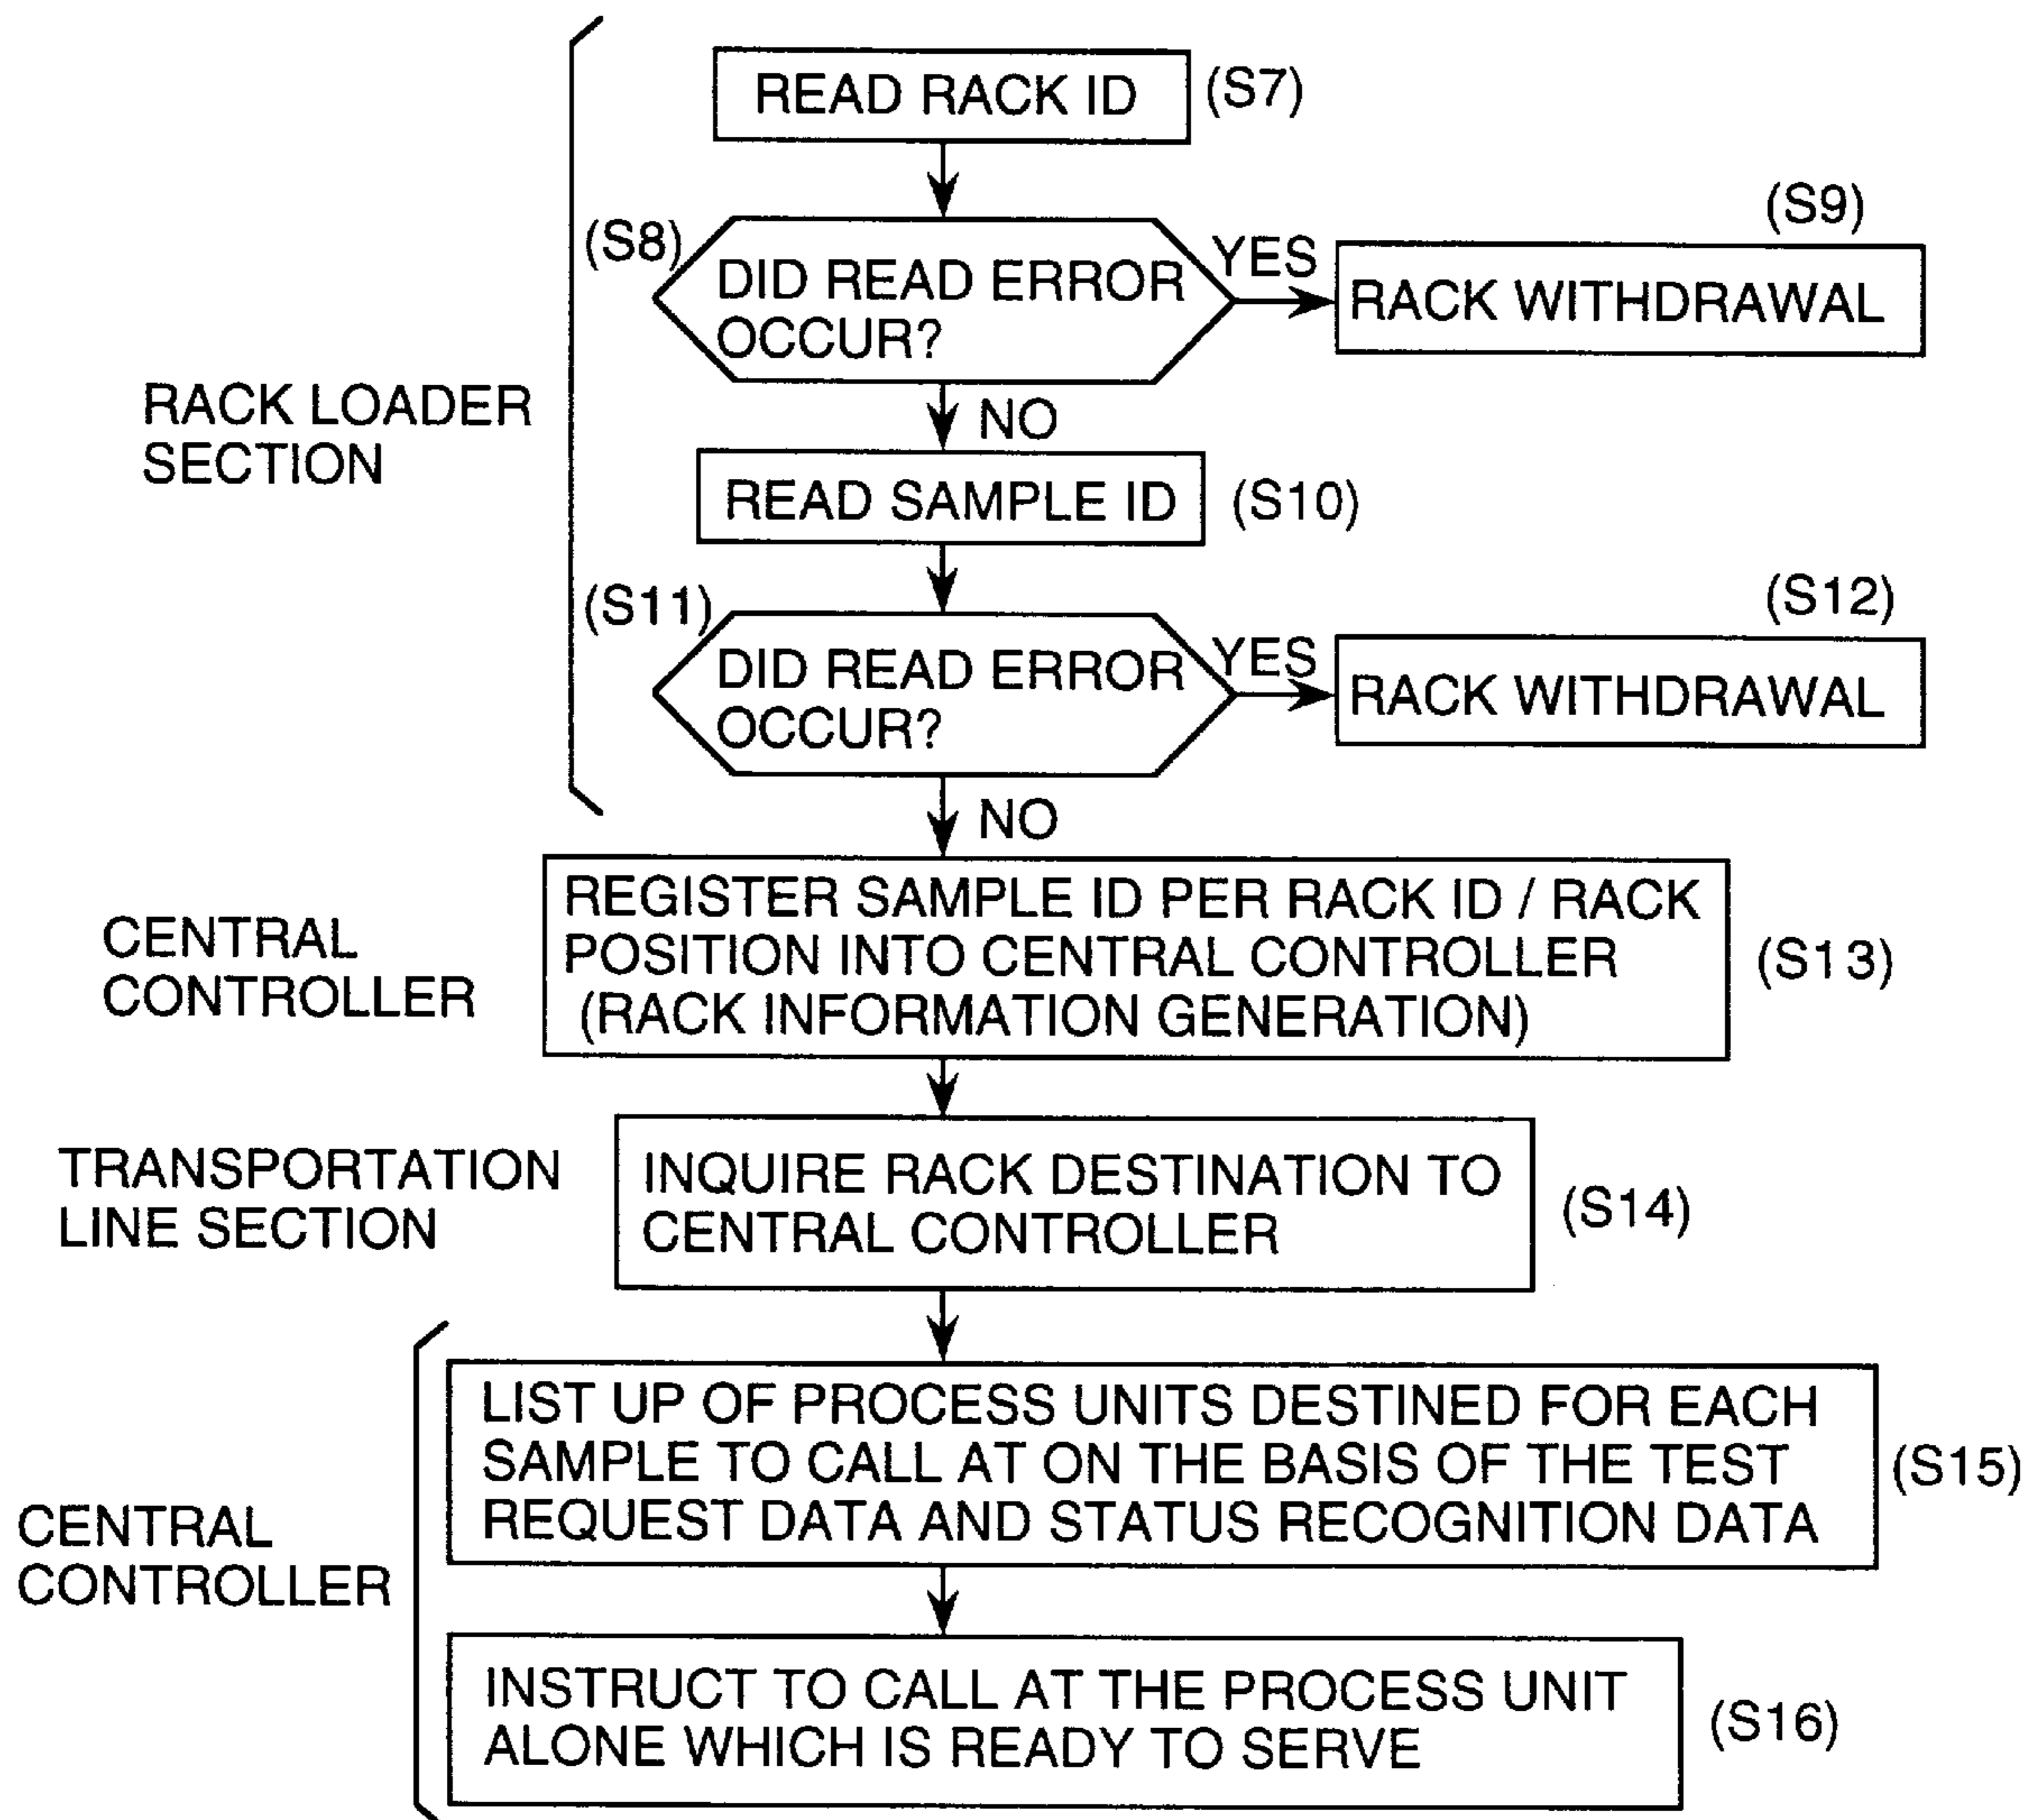 READ RACK ID
(S7)
(S8)
DID READ ERROR
OCCUR?
YES
(S9)
RACK WITHDRAWAL
NO
RACK LOADER
SECTION
READ SAMPLE ID
(S10)
(S11)
DID READ ERROR
OCCUR?
YES
(S12)
RACK WITHDRAWAL
NO
CENTRAL
CONTROLLER
REGISTER SAMPLE ID PER RACK ID / RACK
POSITION INTO CENTRAL CONTROLLER
(RACK INFORMATION GENERATION)
(S13)
TRANSPORTATION
LINE SECTION
INQUIRE RACK DESTINATION TO
CENTRAL CONTROLLER
(S14)
CENTRAL
CONTROLLER
LIST UP OF PROCESS UNITS DESTINED FOR EACH
SAMPLE TO CALL AT ON THE BASIS OF THE TEST
REQUEST DATA AND STATUS RECOGNITION DATA
(S15)
INSTRUCT TO CALL AT THE PROCESS UNIT
ALONE WHICH IS READY TO SERVE
(S16)